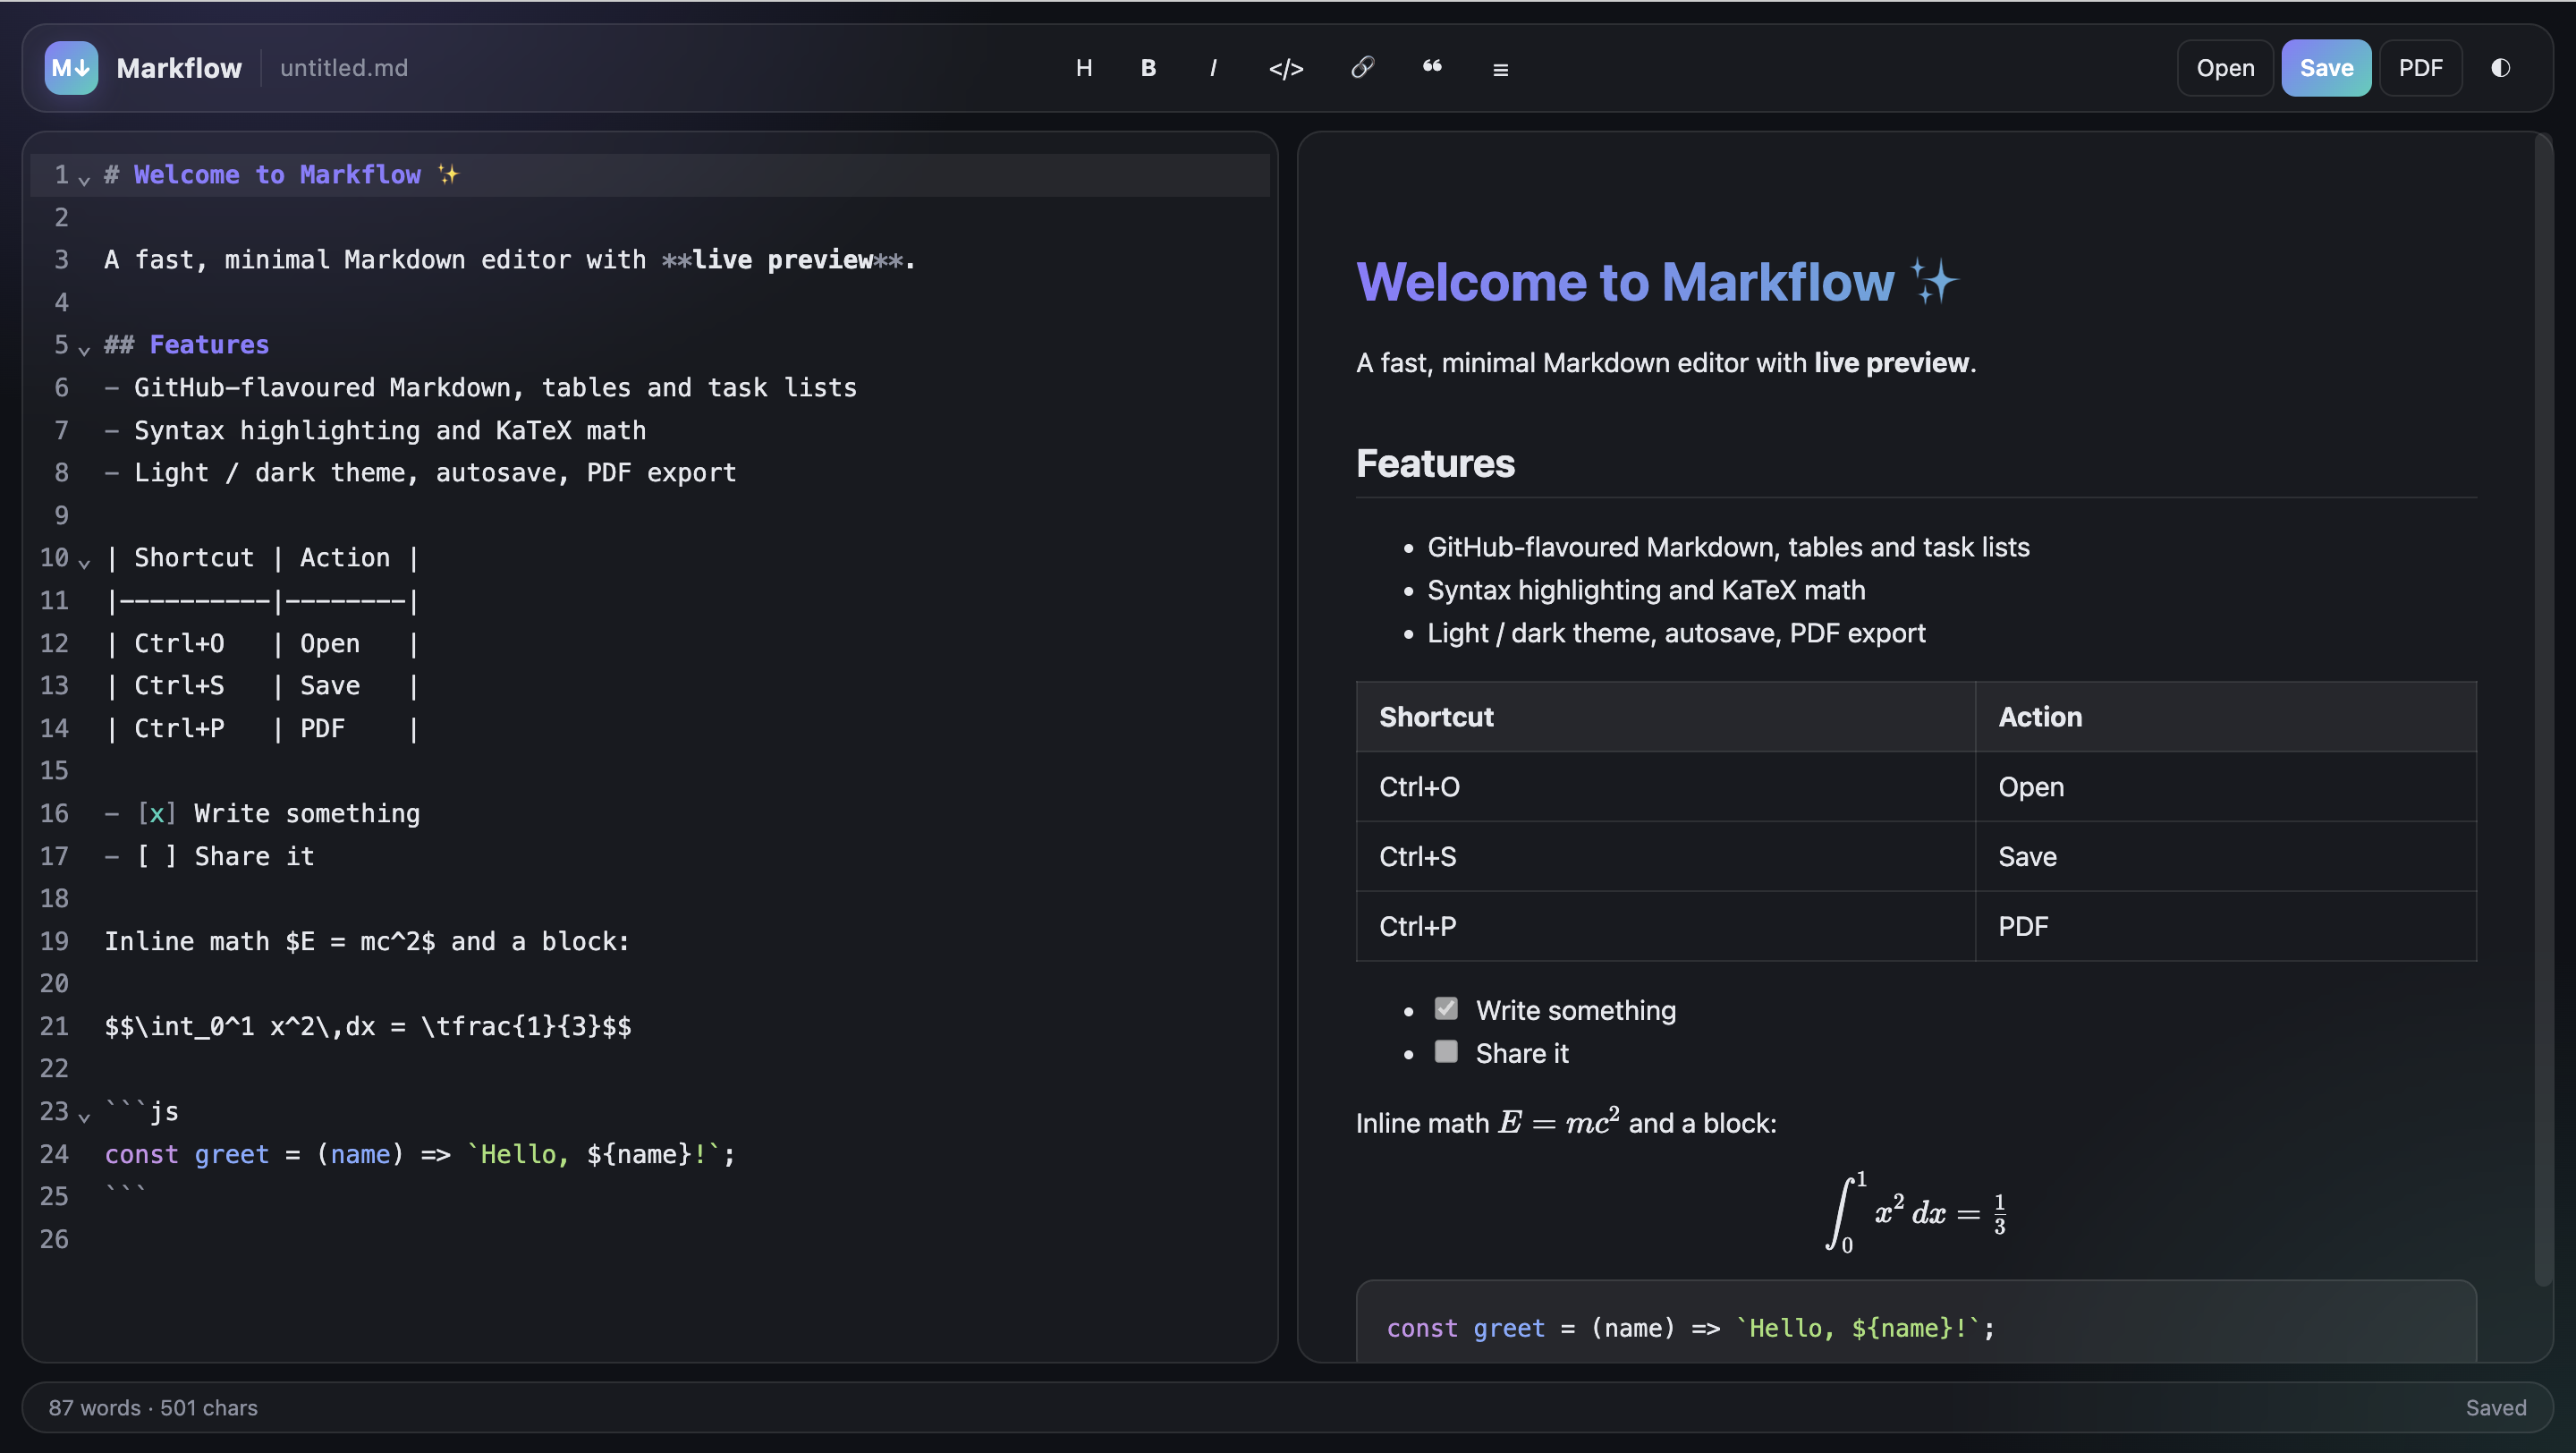 M↓ Markflow untitled.md H B I </> 🔗 ❝ ≡ Open Save PDF
1 # Welcome to Markflow ✨
2
3 A fast, minimal Markdown editor with **live preview**.
4
5 ## Features
6 - GitHub-flavoured Markdown, tables and task lists
7 - Syntax highlighting and KaTeX math
8 - Light / dark theme, autosave, PDF export
9
10 | Shortcut | Action |
11 |----------|--------|
12 | Ctrl+O   | Open   |
13 | Ctrl+S   | Save   |
14 | Ctrl+P   | PDF    |
15
16 - [x] Write something
17 - [ ] Share it
18
19 Inline math $E = mc^2$ and a block:
20
21 $$\int_0^1 x^2\,dx = \tfrac{1}{3}$$
22
23 ```js
24 const greet = (name) => `Hello, ${name}!`;
25 ```
26
Welcome to Markflow ✨
A fast, minimal Markdown editor with live preview.
Features
• GitHub-flavoured Markdown, tables and task lists
• Syntax highlighting and KaTeX math
• Light / dark theme, autosave, PDF export
Shortcut Action
Ctrl+O Open
Ctrl+S Save
Ctrl+P PDF
• ☑ Write something
• ☐ Share it
Inline math E = mc² and a block:
∫₀¹ x² dx = 1/3
const greet = (name) => `Hello, ${name}!`;
87 words · 501 chars Saved